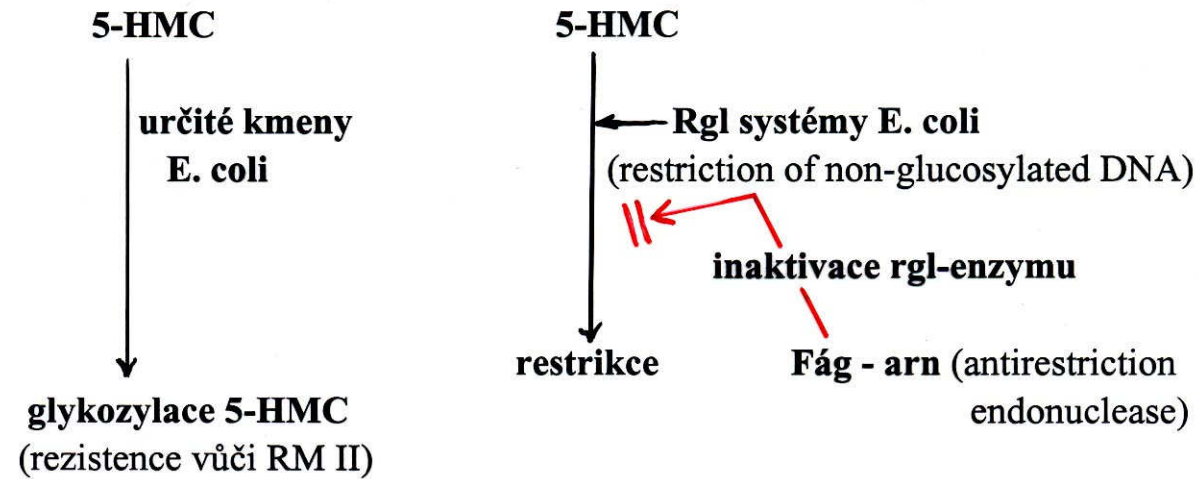 5-HMC
určité kmeny
E. coli
glykozylace 5-HMC
(rezistence vůči RM II)
5-HMC
Rgl systémy E. coli
(restriction of non-glucosylated DNA)
inaktivace rgl-enzymu
restrikce
Fág - arn (antirestriction
endonuclease)